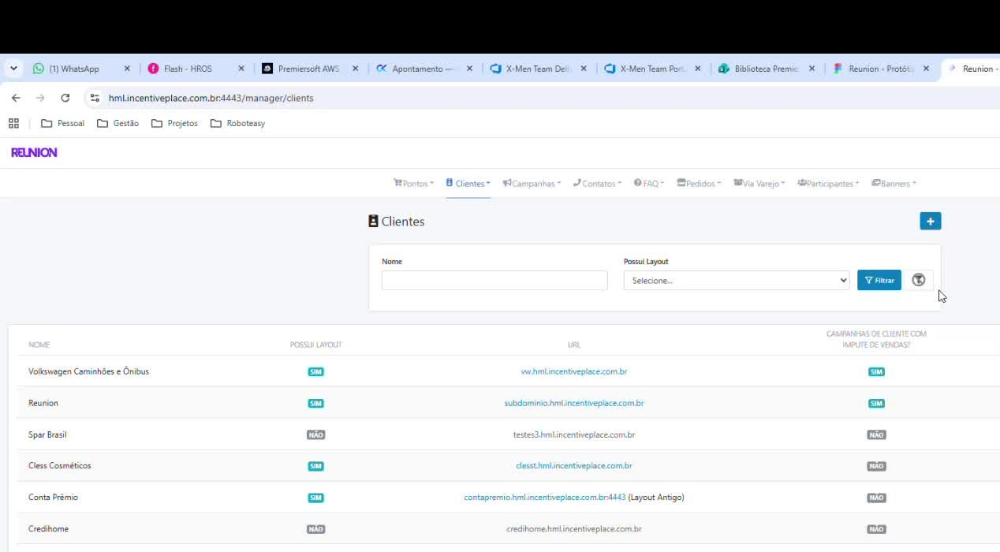 (1) WhatsApp
Flash - HROS
Premiersoft AWS
Apontamento —
X-Men Team Deli
X-Men Team Port
Biblioteca Premie
Reunion - Protót
Reunion -
hml.incentiveplace.com.br:4443/manager/clients
Pessoal Gestão Projetos Roboteasy
REUNION
Pontos Clientes Campanhas Contatos FAQ Pedidos Via Varejo Participantes Banners
Clientes
Nome Possui Layout
Selecione... Filtrar
CAMPANHAS DE CLIENTE COM
NOME POSSUI LAYOUT URL IMPUTE DE VENDAS?
Volkswagen Caminhões e Ônibus SIM vw.hml.incentiveplace.com.br SIM
Reunion SIM subdominio.hml.incentiveplace.com.br SIM
Spar Brasil NÃO testes3.hml.incentiveplace.com.br NÃO
Cless Cosméticos SIM clesst.hml.incentiveplace.com.br NÃO
Conta Prêmio SIM contapremio.hml.incentiveplace.com.br:4443 (Layout Antigo) NÃO
Credihome NÃO credihome.hml.incentiveplace.com.br NÃO